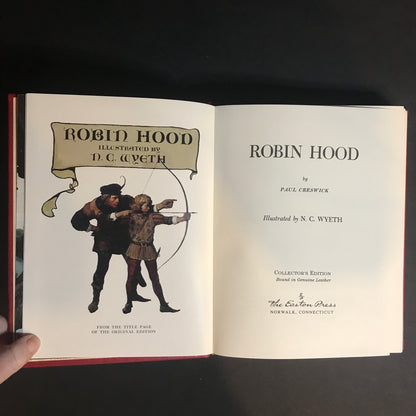 ROBIN HOOD
ILLUSTRATED BY
N. C. WYETH
FROM THE TITLE PAGE
OF THE ORIGINAL EDITION
ROBIN HOOD
by
PAUL CRESWICK
Illustrated by N. C. WYETH
COLLECTOR'S EDITION
Bound in Genuine Leather
The Easton Press
NORWALK, CONNECTICUT